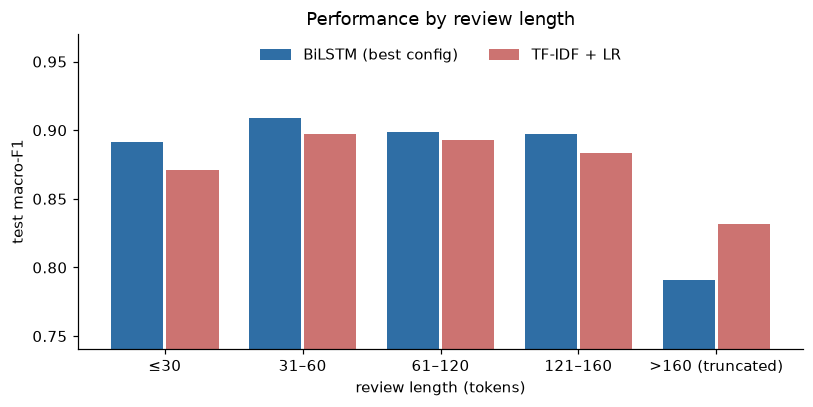 Performance by review length
BiLSTM (best config) TF-IDF + LR
0.95
0.90
0.85
0.80
0.75
test macro-F1
≤30 31–60 61–120 121–160 >160 (truncated)
review length (tokens)